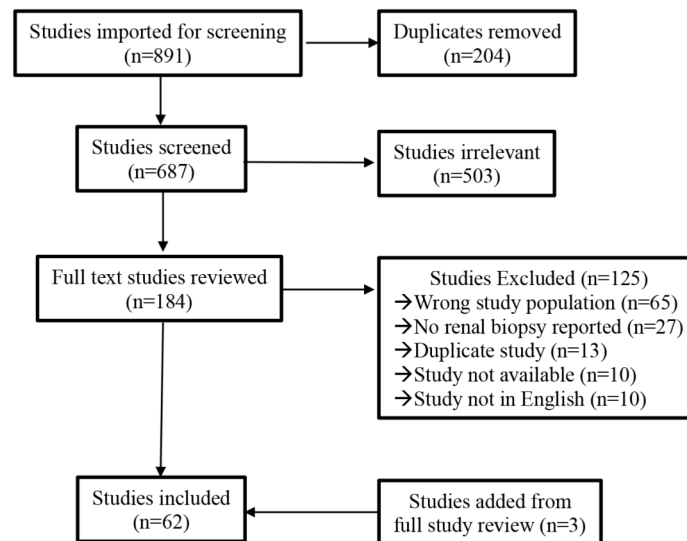 Studies imported for screening
(n=891)
Duplicates removed
(n=204)
Studies screened
(n=687)
Studies irrelevant
(n=503)
Full text studies reviewed
(n=184)
Studies Excluded (n=125)
→Wrong study population (n=65)
→No renal biopsy reported (n=27)
→Duplicate study (n=13)
→Study not available (n=10)
→Study not in English (n=10)
Studies included
(n=62)
Studies added from
full study review (n=3)